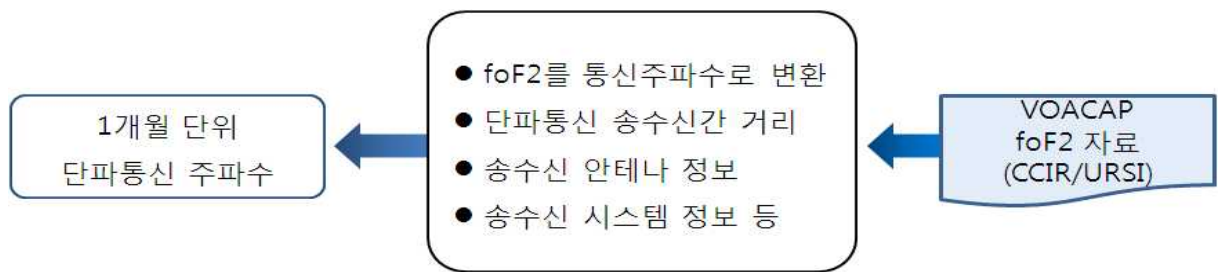 1개월 단위
단파통신 주파수
● foF2를 통신주파수로 변환
● 단파통신 송수신간 거리
● 송수신 안테나 정보
● 송수신 시스템 정보 등
VOACAP
foF2 자료
(CCIR/URSI)